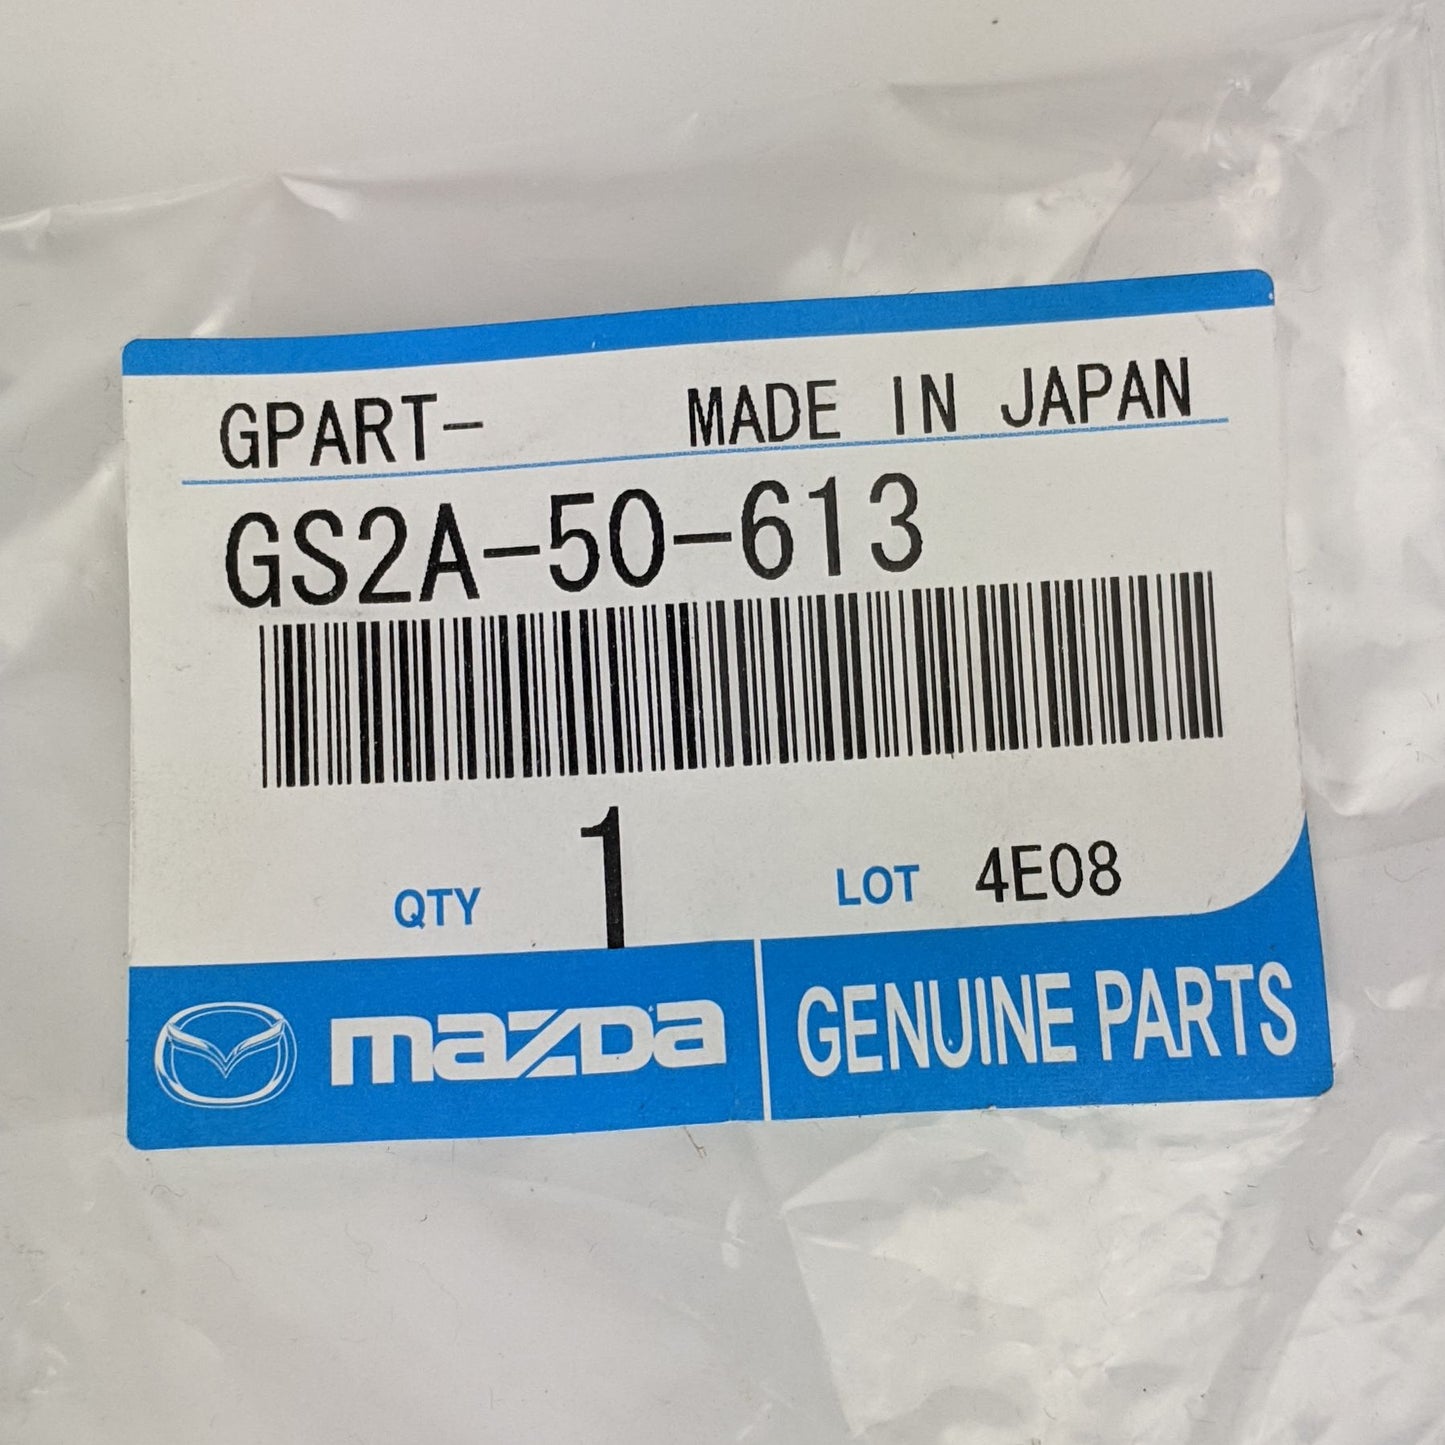 GPART- MADE IN JAPAN
GS2A-50-613
QTY 1 LOT 4E08
mazda GENUINE PARTS